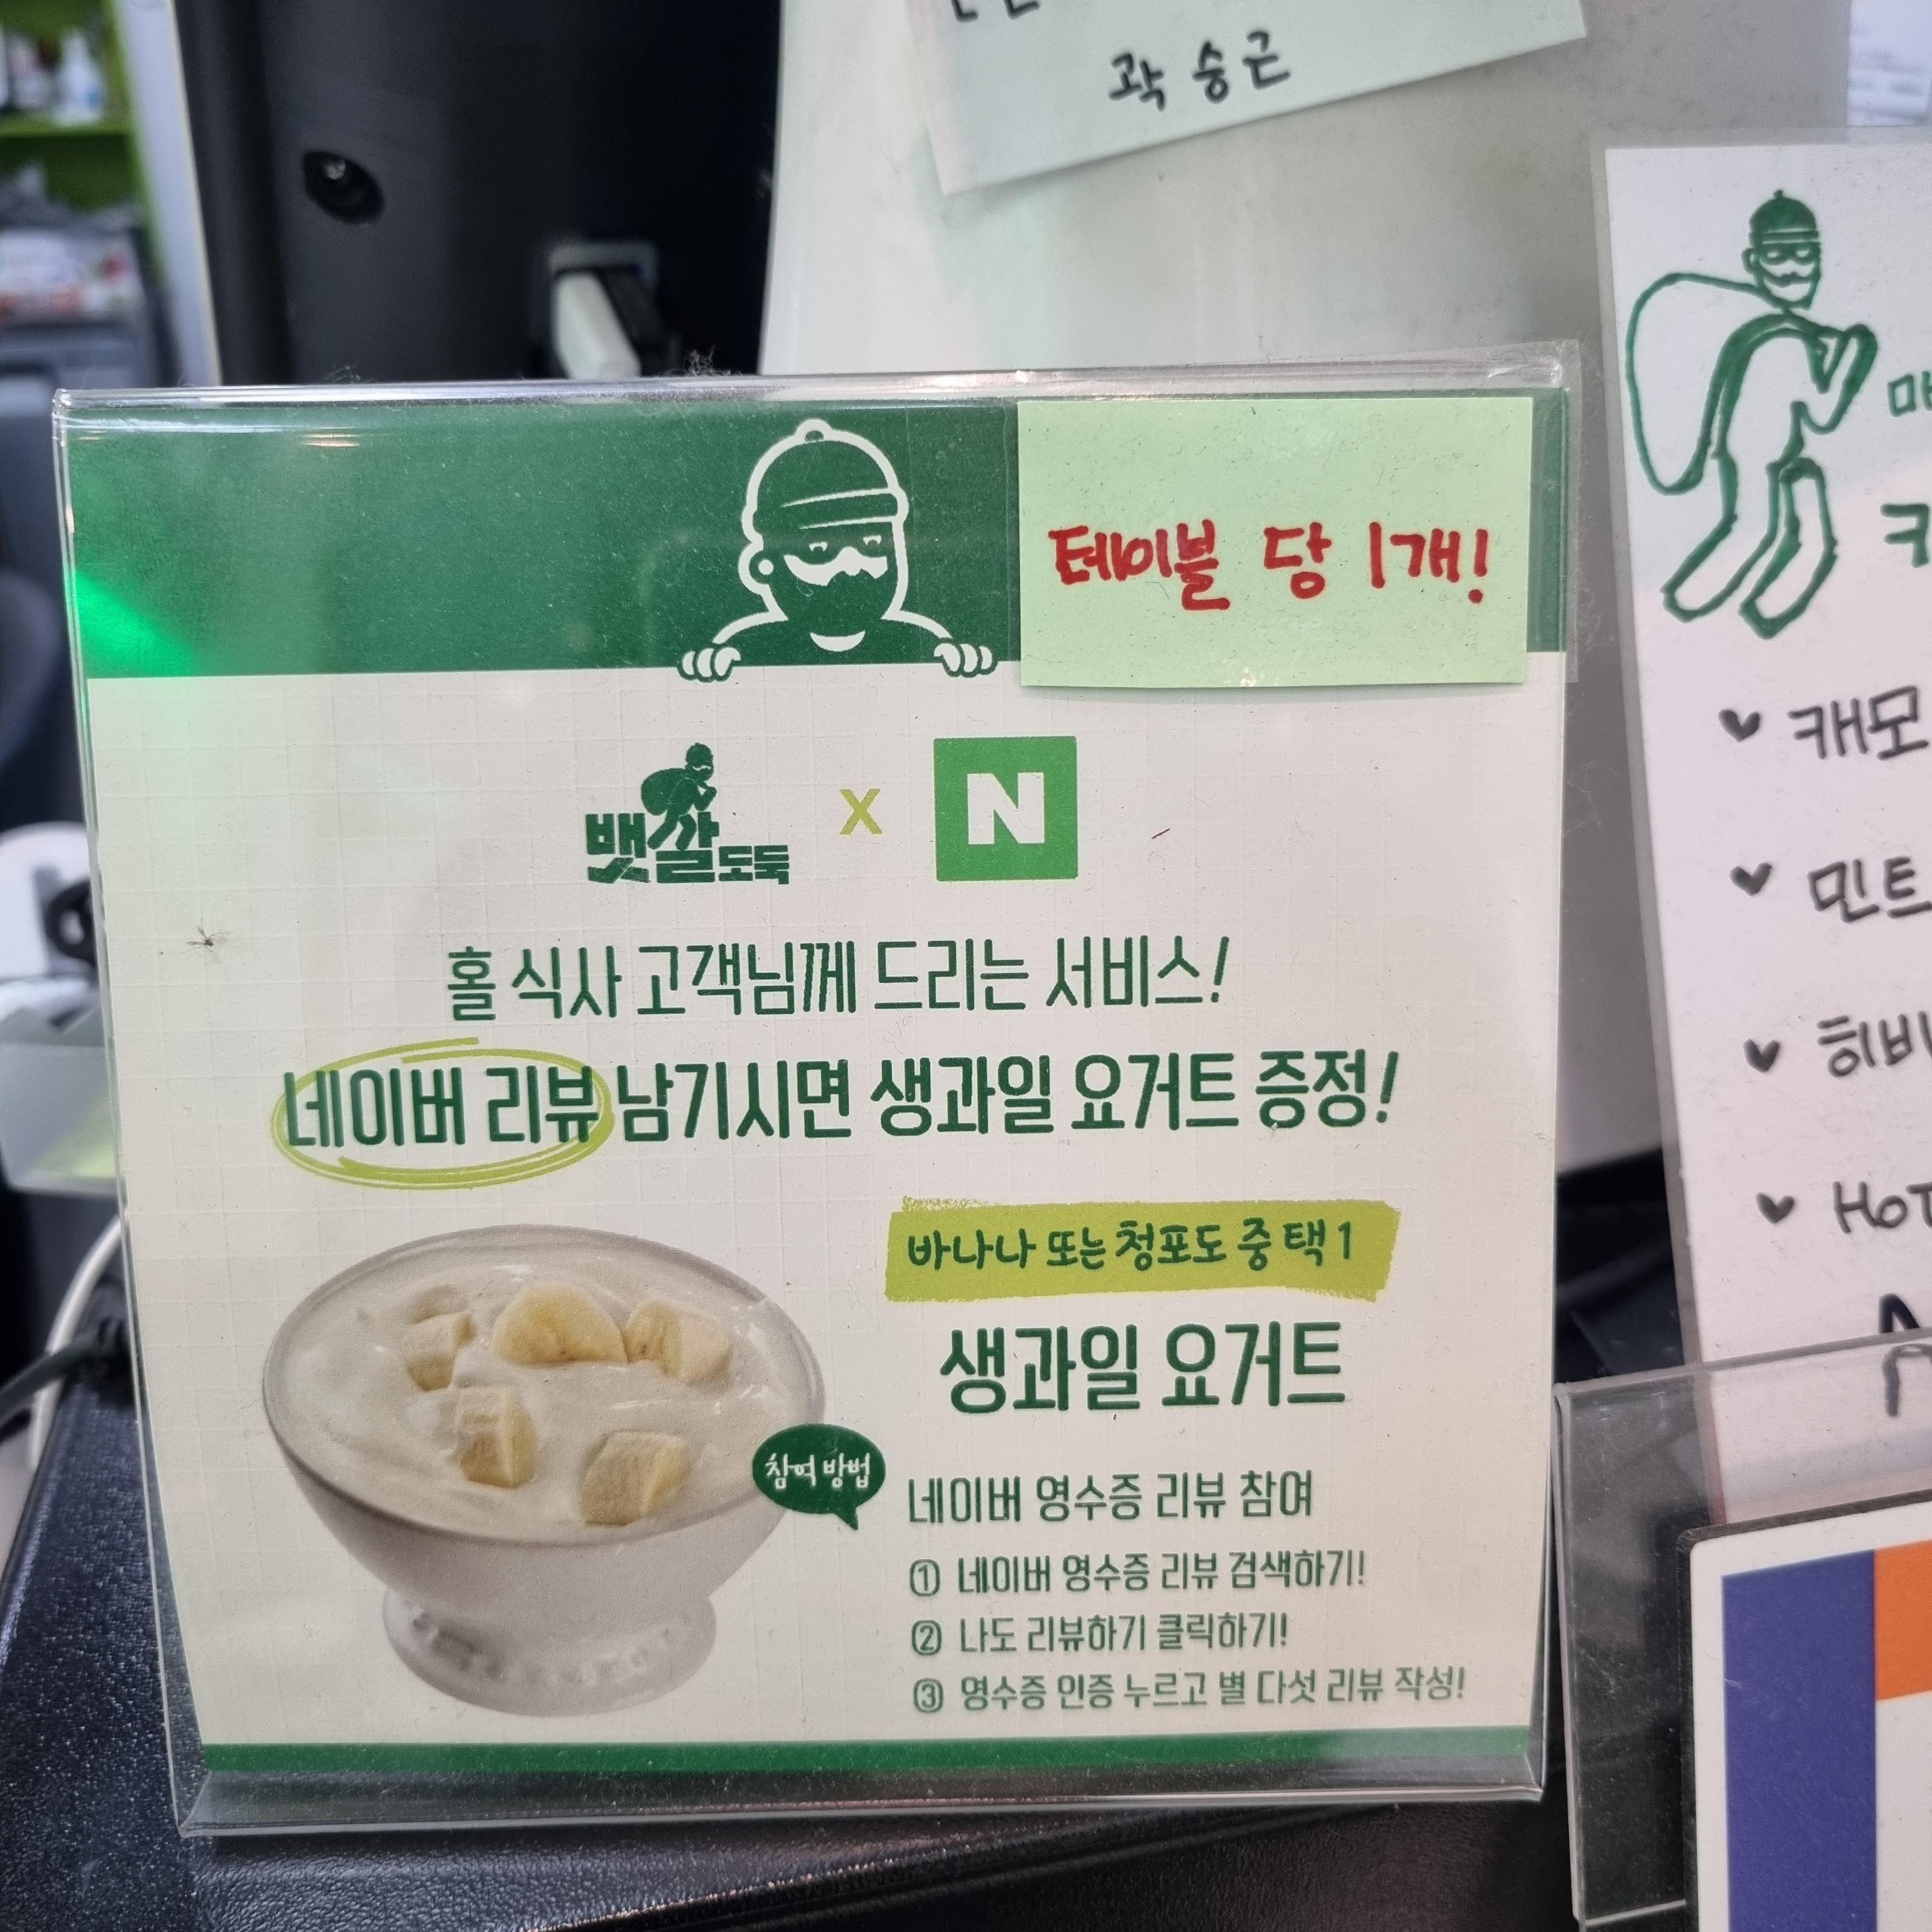 곽승근
테이블 당 1개!
뱃살도둑 X N
홀 식사 고객님께 드리는 서비스!
네이버 리뷰 남기시면 생과일 요거트 증정!
바나나 또는 청포도 중 택1
생과일 요거트
참여 방법
네이버 영수증 리뷰 참여
① 네이버 영수증 리뷰 검색하기!
② 나도 리뷰하기 클릭하기!
③ 영수증 인증 누르고 별 다섯 리뷰 작성!
♥ 캐모
♥ 민트
♥ 히비
♥ HOT